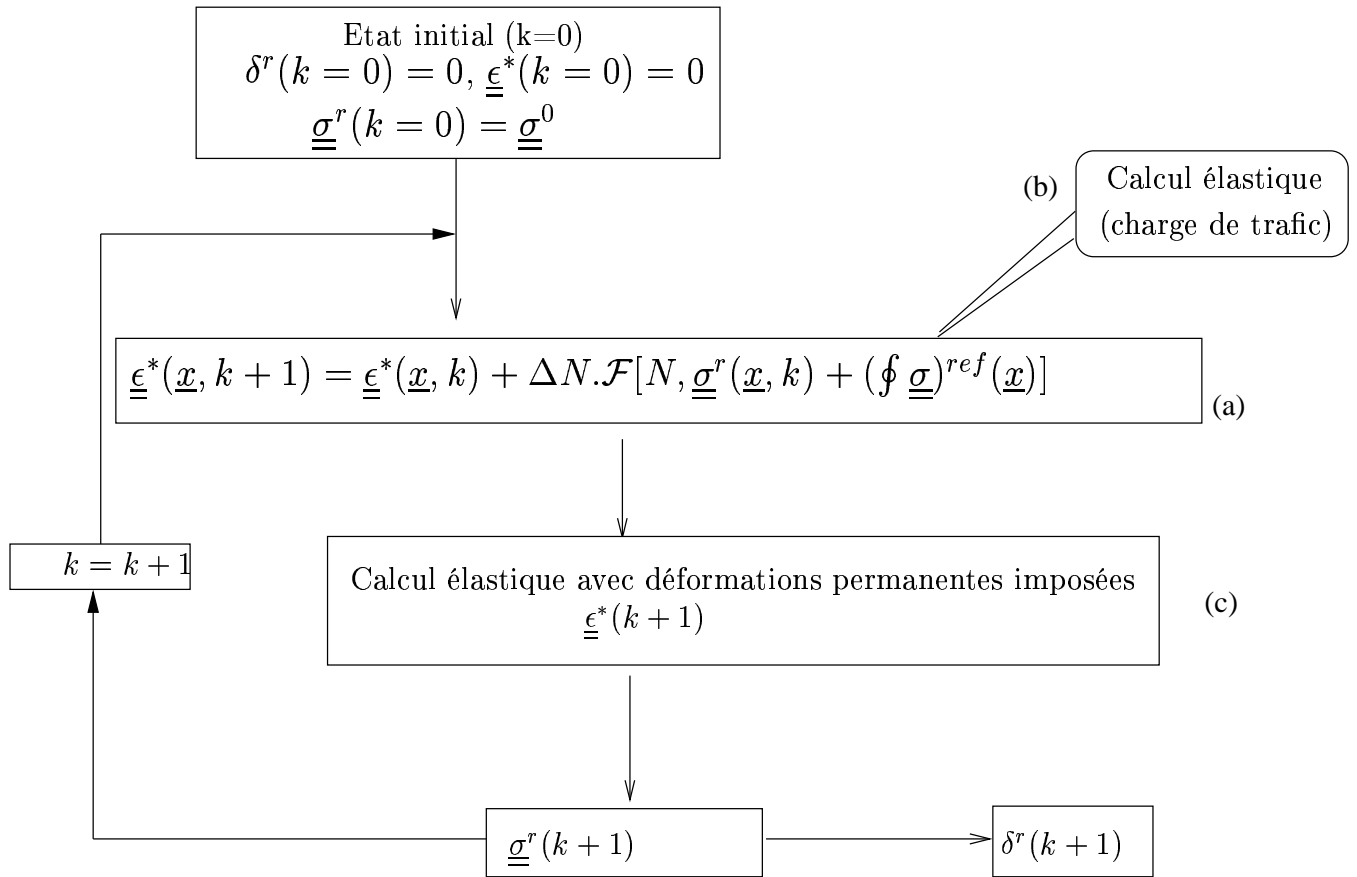 Etat initial (k=0)
δ^r(k = 0) = 0, ε̳^*(k = 0) = 0
σ̳^r(k = 0) = σ̳^0
(b)
Calcul élastique
(charge de trafic)
ε̳^*(x̲, k + 1) = ε̳^*(x̲, k) + ΔN.ℱ[N, σ̳^r(x̲, k) + (∮ σ̳)^{ref}(x̲)]
(a)
k = k + 1
Calcul élastique avec déformations permanentes imposées
ε̳^*(k + 1)
(c)
σ̳^r(k + 1)
δ^r(k + 1)